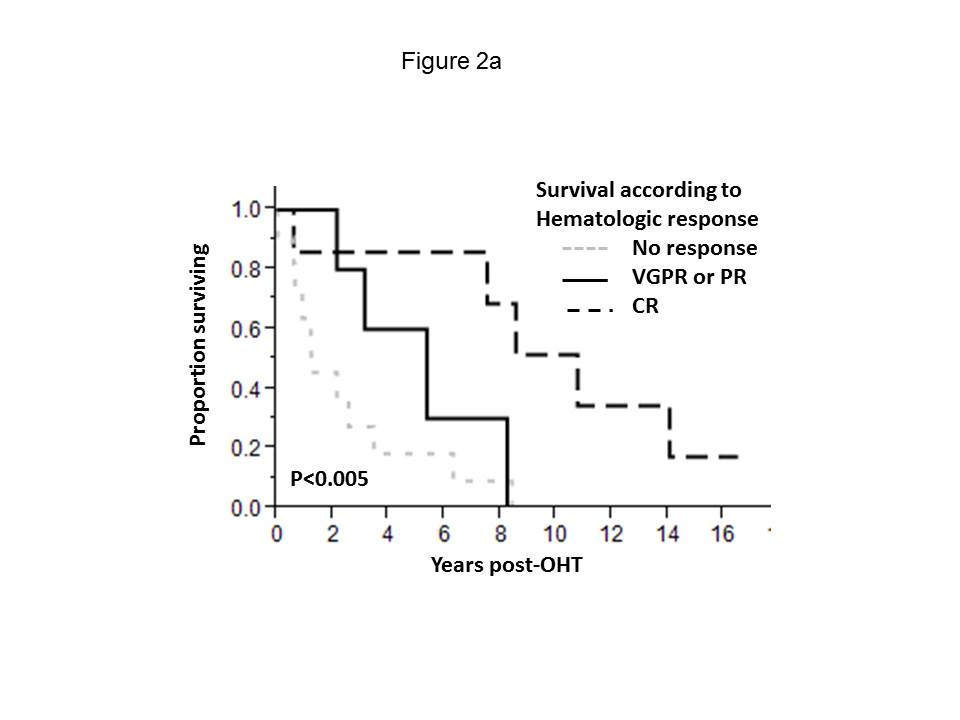 Figure 2a
Survival according to
Hematologic response
No response
VGPR or PR
CR
Proportion surviving
1.0
0.8
0.6
0.4
0.2
0.0
P<0.005
0 2 4 6 8 10 12 14 16
Years post-OHT